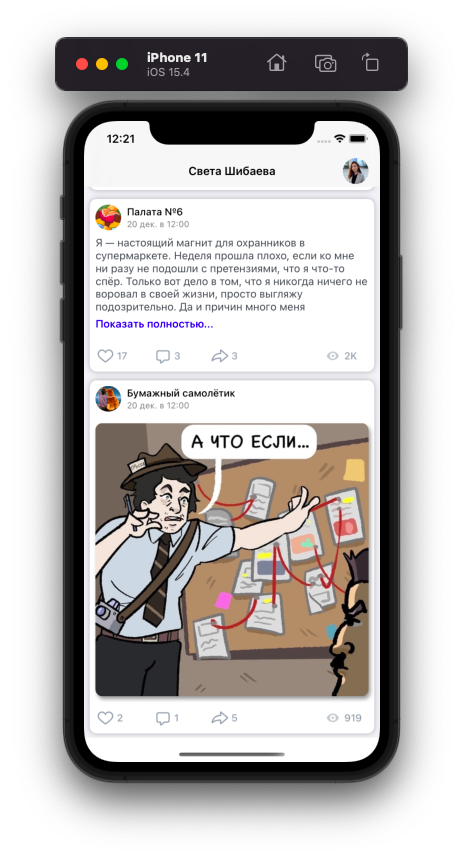 iPhone 11
iOS 15.4
12:21
Света Шибаева
Палата №6
20 дек. в 12:00
Я — настоящий магнит для охранников в
супермаркете. Неделя прошла плохо, если ко мне
ни разу не подошли с претензиями, что я что-то
спёр. Только вот дело в том, что я никогда ничего не
воровал в своей жизни, просто выгляжу
подозрительно. Да и причин много меня
Показать полностью...
17 3 3 2K
Бумажный самолётик
20 дек. в 12:00
А ЧТО ЕСЛИ...
2 1 5 919